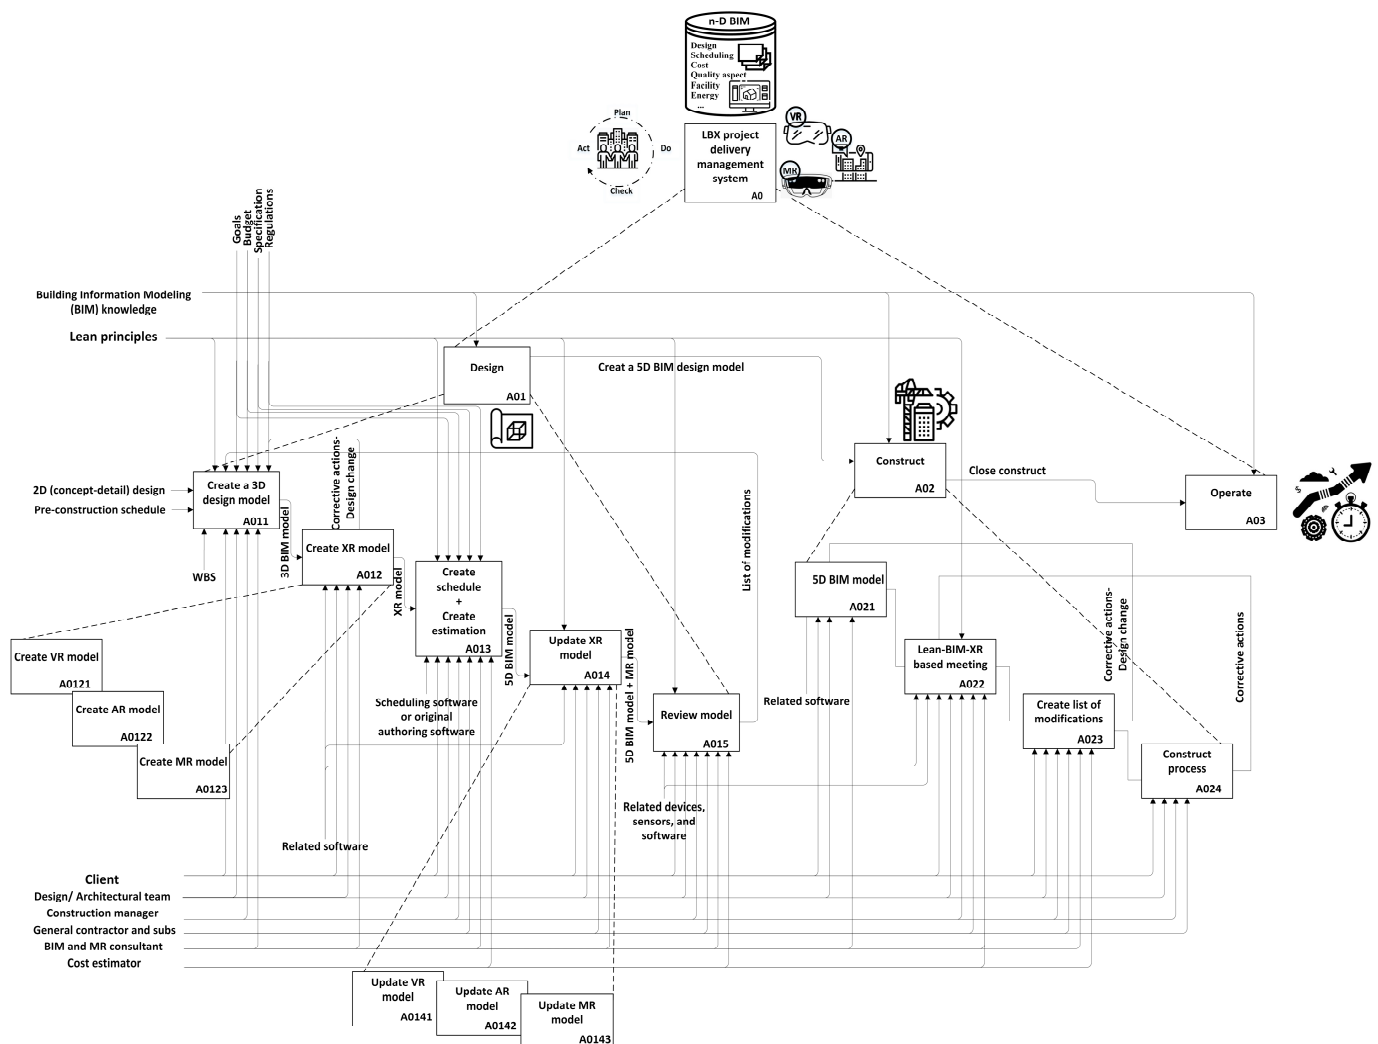 n-D BIM
Design
Scheduling
Cost
Quality aspect
Facility
Energy
...
Plan
Act
Do
Check
LBX project
delivery
management
system
A0
VR
AR
MR
Goals
Budget
Specification
Regulations
Building Information Modeling
(BIM) knowledge
Lean principles
Design
A01
Creat a 5D BIM design model
Construct
A02
Close construct
Operate
A03
2D (concept-detail) design
Pre-construction schedule
WBS
Create a 3D
design model
A011
3D BIM model
Corrective actions-
Design change
Create XR model
A012
XR model
Create
schedule
+
Create
estimation
A013
5D BIM model
Update XR
model
A014
5D BIM model + MR model
Review model
A015
List of modifications
5D BIM model
A021
Lean-BIM-XR
based meeting
A022
Create list of
modifications
A023
Construct
process
A024
Corrective actions-
Design change
Corrective actions
Create VR model
A0121
Create AR model
A0122
Create MR model
A0123
Scheduling software
or original
authoring software
Related software
Related software
Related devices,
sensors, and
software
Client
Design/ Architectural team
Construction manager
General contractor and subs
BIM and MR consultant
Cost estimator
Update VR
model
A0141
Update AR
model
A0142
Update MR
model
A0143